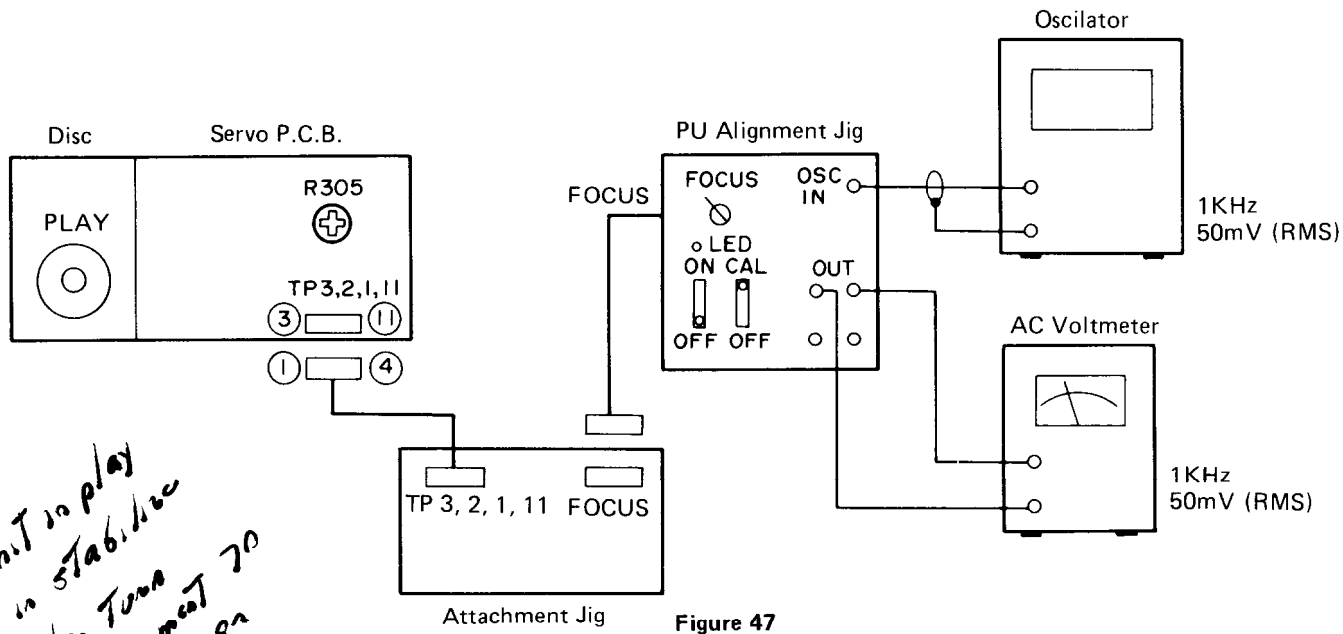 Oscilator
Disc
Servo P.C.B.
PU Alignment Jig
R305
PLAY
TP3,2,1,11
3
11
1
4
FOCUS
FOCUS
OSC
IN
LED
ON CAL
OFF OFF
OUT
1KHz
50mV (RMS)
AC Voltmeter
1KHz
50mV (RMS)
TP 3, 2, 1, 11
FOCUS
Attachment Jig
in play
in stabilize
Turn
Figure 47